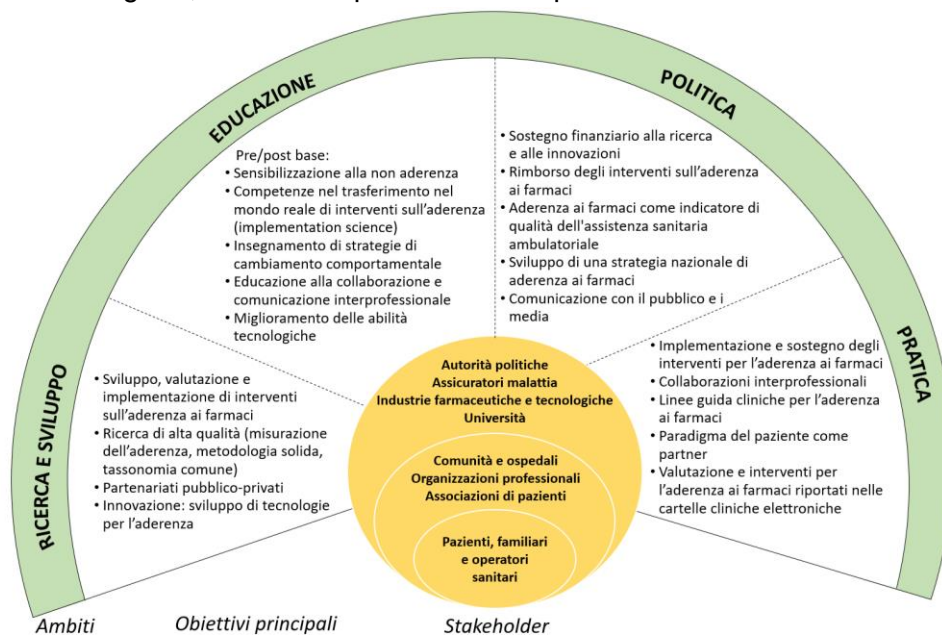 EDUCAZIONE
Pre/post base:
• Sensibilizzazione alla non aderenza
• Competenze nel trasferimento nel
mondo reale di interventi sull'aderenza
(implementation science)
• Insegnamento di strategie di
cambiamento comportamentale
• Educazione alla collaborazione e
comunicazione interprofessionale
• Miglioramento delle abilità
tecnologiche
POLITICA
• Sostegno finanziario alla ricerca
e alle innovazioni
• Rimborso degli interventi sull'aderenza
ai farmaci
• Aderenza ai farmaci come indicatore di
qualità dell'assistenza sanitaria
ambulatoriale
• Sviluppo di una strategia nazionale di
aderenza ai farmaci
• Comunicazione con il pubblico e i
media
RICERCA E SVILUPPO
• Sviluppo, valutazione e
implementazione di interventi
sull'aderenza ai farmaci
• Ricerca di alta qualità (misurazione
dell'aderenza, metodologia solida,
tassonomia comune)
• Partenariati pubblico-privati
• Innovazione: sviluppo di tecnologie
per l'aderenza
Autorità politiche
Assicuratori malattia
Industrie farmaceutiche e tecnologiche
Università
Comunità e ospedali
Organizzazioni professionali
Associazioni di pazienti
Pazienti, familiari
e operatori
sanitari
PRATICA
• Implementazione e sostegno degli
interventi per l'aderenza ai farmaci
• Collaborazioni interprofessionali
• Linee guida cliniche per l'aderenza
ai farmaci
• Paradigma del paziente come
partner
• Valutazione e interventi per
l'aderenza ai farmaci riportati nelle
cartelle cliniche elettroniche
Ambiti
Obiettivi principali
Stakeholder